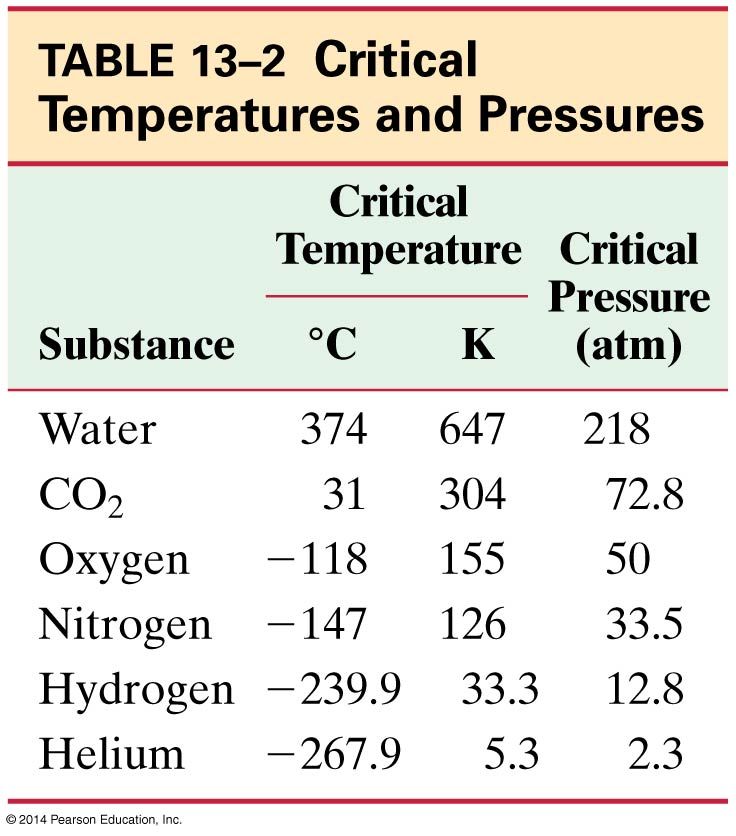 TABLE 13–2 Critical
Temperatures and Pressures
Critical
Temperature Critical
Pressure
Substance °C K (atm)
Water 374 647 218
CO₂ 31 304 72.8
Oxygen −118 155 50
Nitrogen −147 126 33.5
Hydrogen −239.9 33.3 12.8
Helium −267.9 5.3 2.3
© 2014 Pearson Education, Inc.